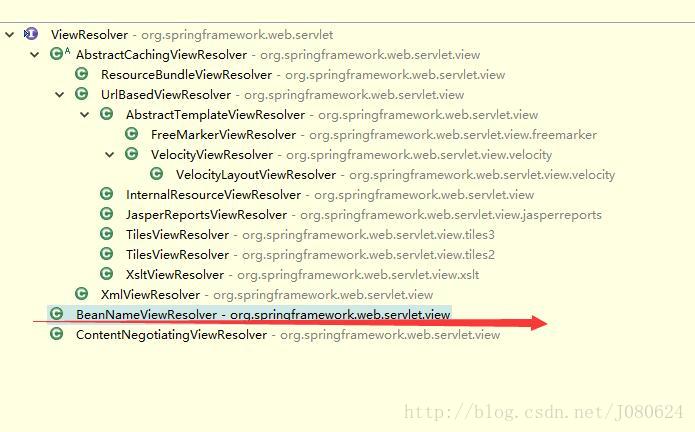 ViewResolver - org.springframework.web.servlet
AbstractCachingViewResolver - org.springframework.web.servlet.view
ResourceBundleViewResolver - org.springframework.web.servlet.view
UrlBasedViewResolver - org.springframework.web.servlet.view
AbstractTemplateViewResolver - org.springframework.web.servlet.view
FreeMarkerViewResolver - org.springframework.web.servlet.view.freemarker
VelocityViewResolver - org.springframework.web.servlet.view.velocity
VelocityLayoutViewResolver - org.springframework.web.servlet.view.velocity
InternalResourceViewResolver - org.springframework.web.servlet.view
JasperReportsViewResolver - org.springframework.web.servlet.view.jasperreports
TilesViewResolver - org.springframework.web.servlet.view.tiles3
TilesViewResolver - org.springframework.web.servlet.view.tiles2
XsltViewResolver - org.springframework.web.servlet.view.xslt
XmlViewResolver - org.springframework.web.servlet.view
BeanNameViewResolver - org.springframework.web.servlet.view
ContentNegotiatingViewResolver - org.springframework.web.servlet.view
http://blog.csdn.net/J080624